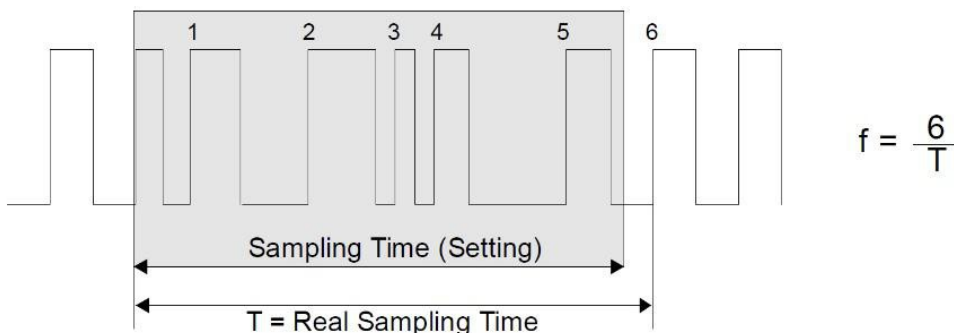 1 2 3 4 5 6
f = 6
T
Sampling Time (Setting)
T = Real Sampling Time